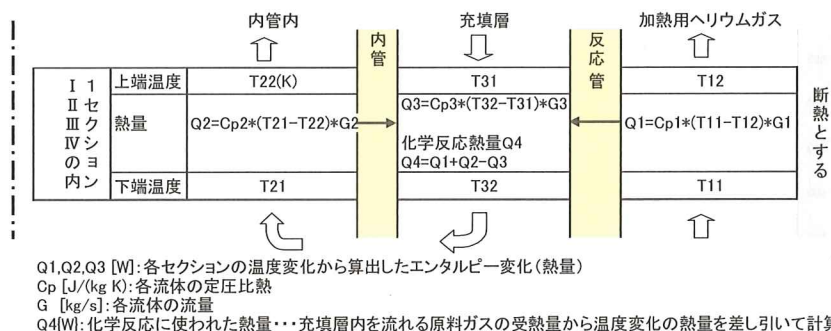 内管内
充填層
加熱用ヘリウムガス
内管
反応管
I II III IVの内
1セクション
上端温度
T22(K)
T31
T12
熱量
Q2=Cp2*(T21-T22)*G2
Q3=Cp3*(T32-T31)*G3
化学反応熱量Q4
Q4=Q1+Q2-Q3
Q1=Cp1*(T11-T12)*G1
下端温度
T21
T32
T11
断熱とする
Q1,Q2,Q3 [W]:各セクションの温度変化から算出したエンタルピー変化(熱量)
Cp [J/(kg K)]:各流体の定圧比熱
G [kg/s]:各流体の流量
Q4[W]:化学反応に使われた熱量・・・充填層内を流れる原料ガスの受熱量から温度変化の熱量を差し引いて計